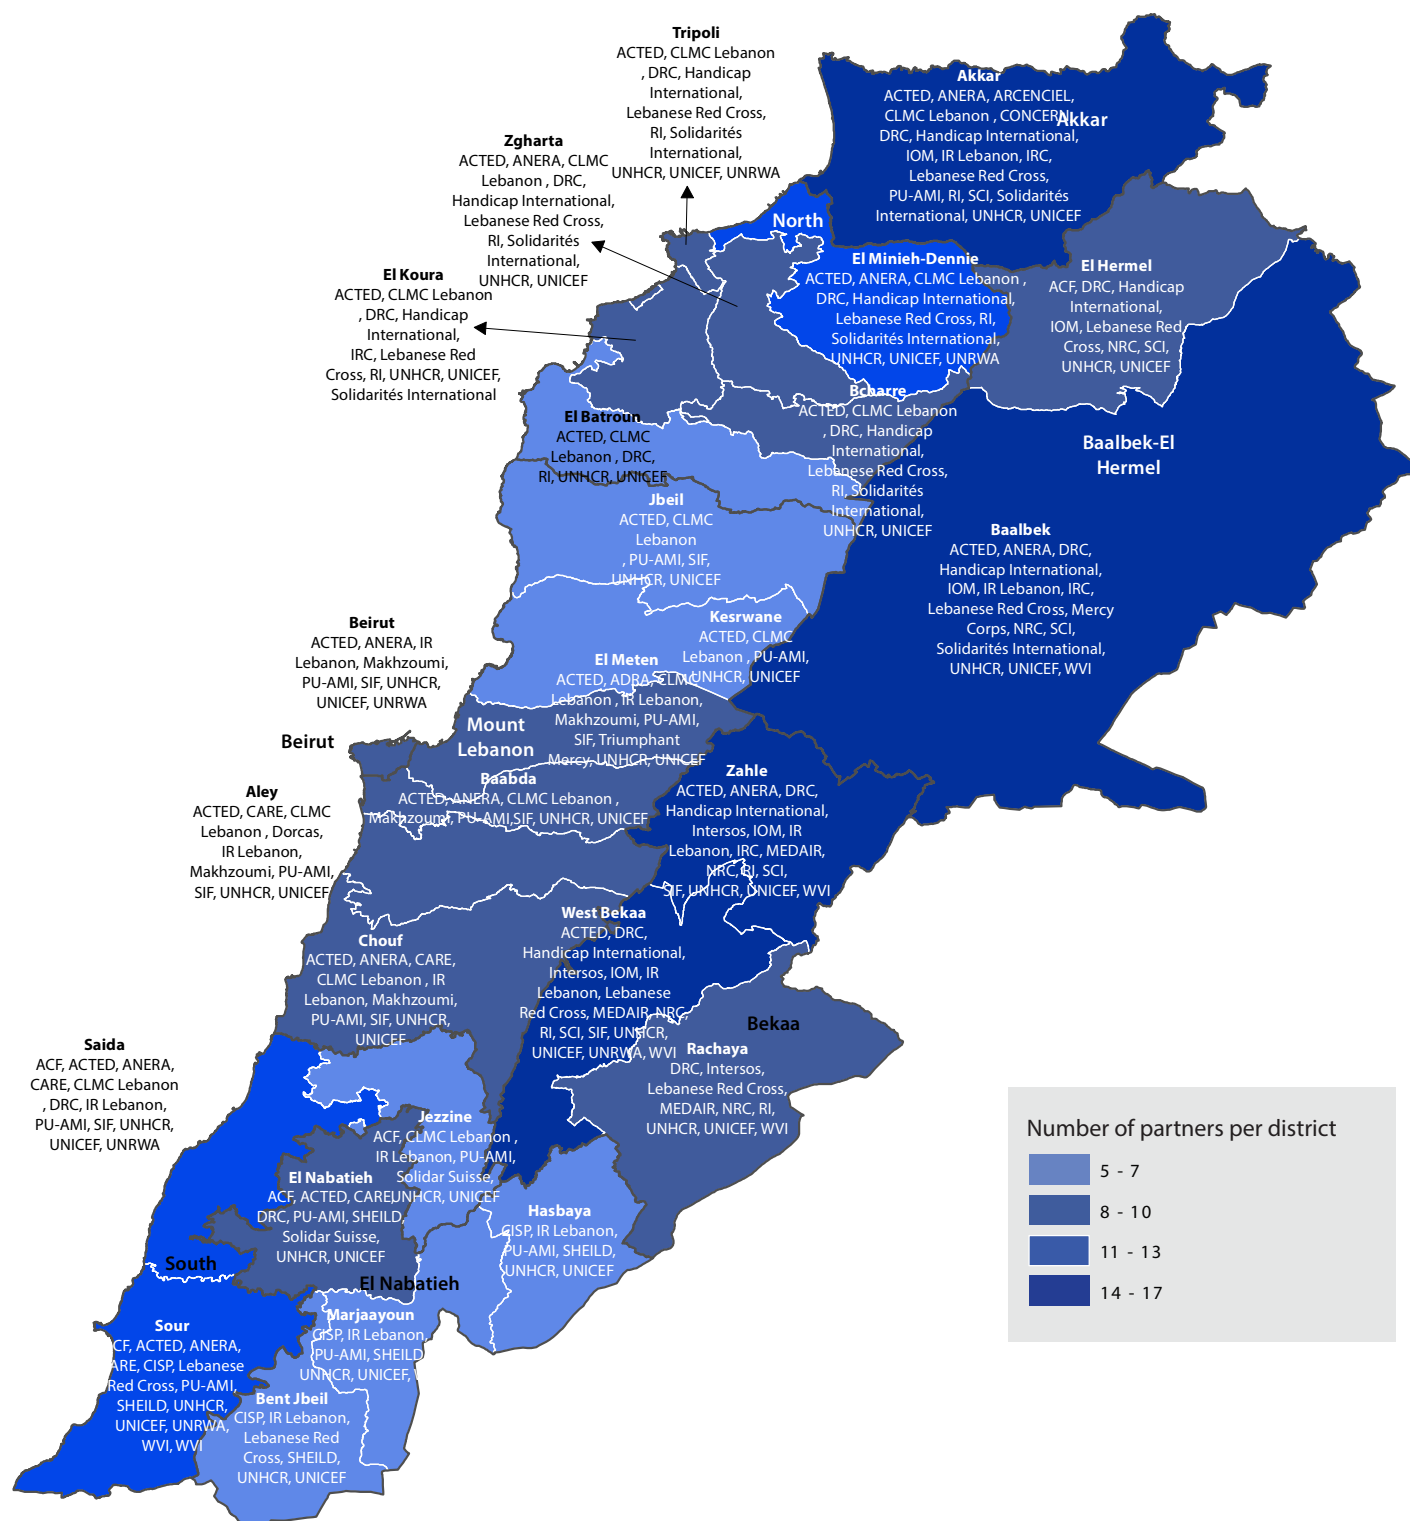 Tripoli
ACTED, CLMC Lebanon
, DRC, Handicap
International,
Lebanese Red Cross,
RI, Solidarités
International,
UNHCR, UNICEF, UNRWA
Akkar
ACTED, ANERA, ARCENCIEL,
CLMC Lebanon , CONCERN,
DRC, Handicap International,
IOM, IR Lebanon, IRC,
Lebanese Red Cross,
PU-AMI, RI, SCI, Solidarités
International, UNHCR, UNICEF
Akkar
Zgharta
ACTED, ANERA, CLMC
Lebanon , DRC,
Handicap International,
Lebanese Red Cross,
RI, Solidarités
International,
UNHCR, UNICEF
North
El Minieh-Dennie
ACTED, ANERA, CLMC Lebanon ,
DRC, Handicap International,
Lebanese Red Cross, RI,
Solidarités International,
UNHCR, UNICEF, UNRWA
El Hermel
ACF, DRC, Handicap
International,
IOM, Lebanese Red
Cross, NRC, SCI,
UNHCR, UNICEF
El Koura
ACTED, CLMC Lebanon
, DRC, Handicap
International,
IRC, Lebanese Red
Cross, RI, UNHCR, UNICEF,
Solidarités International
Bcharre
ACTED, CLMC Lebanon
, DRC, Handicap
International,
Lebanese Red Cross,
RI, Solidarités
International,
UNHCR, UNICEF
El Batroun
ACTED, CLMC
Lebanon , DRC,
RI, UNHCR, UNICEF
Baalbek-El
Hermel
Jbeil
ACTED, CLMC
Lebanon
, PU-AMI, SIF,
UNHCR, UNICEF
Baalbek
ACTED, ANERA, DRC,
Handicap International,
IOM, IR Lebanon, IRC,
Lebanese Red Cross, Mercy
Corps, NRC, SCI,
Solidarités International,
UNHCR, UNICEF, WVI
Kesrwane
ACTED, CLMC
Lebanon , PU-AMI,
UNHCR, UNICEF
Beirut
ACTED, ANERA, IR
Lebanon, Makhzoumi,
PU-AMI, SIF, UNHCR,
UNICEF, UNRWA
El Meten
ACTED, ADRA, CLMC
Lebanon , IR Lebanon,
Makhzoumi, PU-AMI,
SIF, Triumphant
Mercy, UNHCR, UNICEF
Mount
Lebanon
Beirut
Baabda
ACTED, ANERA, CLMC Lebanon ,
Makhzoumi, PU-AMI,SIF, UNHCR, UNICEF
Zahle
ACTED, ANERA, DRC,
Handicap International,
Intersos, IOM, IR
Lebanon, IRC, MEDAIR,
NRC, RI, SCI,
SIF, UNHCR, UNICEF, WVI
Aley
ACTED, CARE, CLMC
Lebanon , Dorcas,
IR Lebanon,
Makhzoumi, PU-AMI,
SIF, UNHCR, UNICEF
West Bekaa
ACTED, DRC,
Handicap International,
Intersos, IOM, IR
Lebanon, Lebanese
Red Cross, MEDAIR, NRC,
RI, SCI, SIF, UNHCR,
UNICEF, UNRWA, WVI
Chouf
ACTED, ANERA, CARE,
CLMC Lebanon , IR
Lebanon, Makhzoumi,
PU-AMI, SIF, UNHCR,
UNICEF
Bekaa
Rachaya
DRC, Intersos,
Lebanese Red Cross,
MEDAIR, NRC, RI,
UNHCR, UNICEF, WVI
Saida
ACF, ACTED, ANERA,
CARE, CLMC Lebanon
, DRC, IR Lebanon,
PU-AMI, SIF, UNHCR,
UNICEF, UNRWA
Jezzine
ACF, CLMC Lebanon ,
IR Lebanon, PU-AMI,
Solidar Suisse,
UNHCR, UNICEF
El Nabatieh
ACF, ACTED, CARE,
DRC, PU-AMI, SHEILD,
Solidar Suisse,
UNHCR, UNICEF
Hasbaya
CISP, IR Lebanon,
PU-AMI, SHEILD,
UNHCR, UNICEF
South
El Nabatieh
Marjaayoun
CISP, IR Lebanon,
PU-AMI, SHEILD
UNHCR, UNICEF,
Sour
CF, ACTED, ANERA,
ARE, CISP, Lebanese
Red Cross, PU-AMI,
SHEILD, UNHCR,
UNICEF, UNRWA,
WVI, WVI
Bent Jbeil
CISP, IR Lebanon,
Lebanese Red
Cross, SHEILD,
UNHCR, UNICEF
Number of partners per district
5 - 7
8 - 10
11 - 13
14 - 17